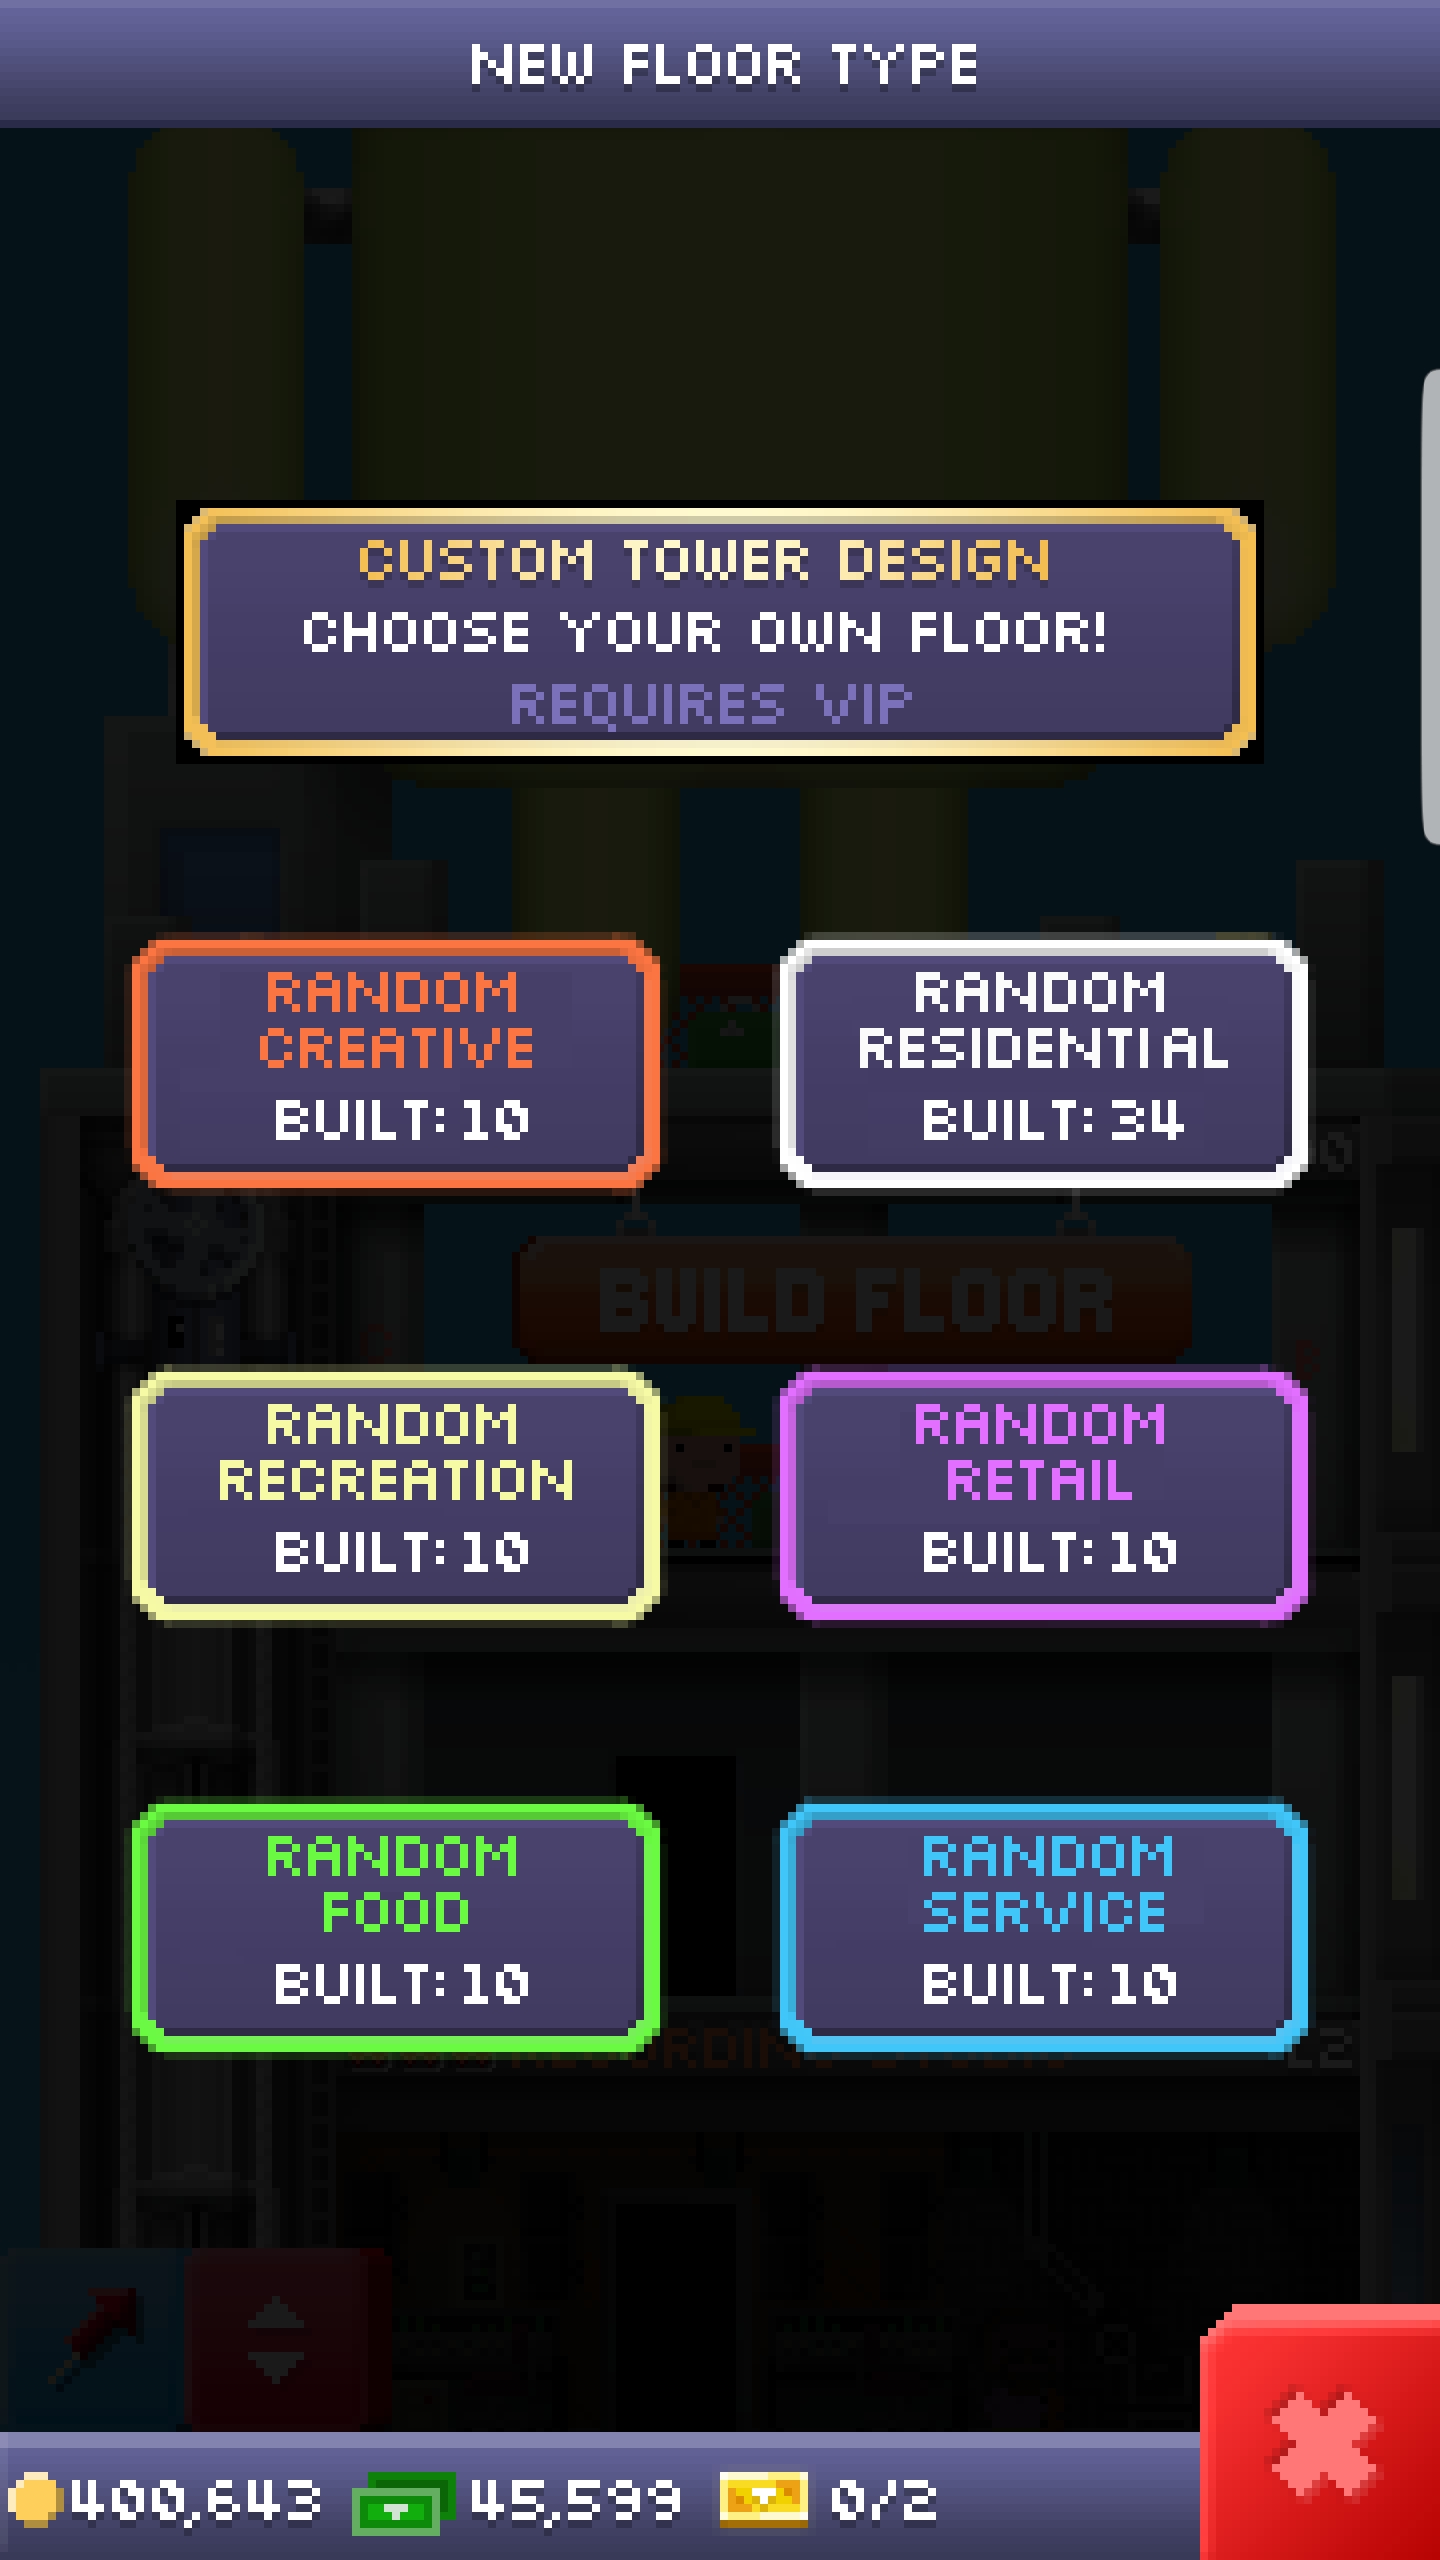 NEW FLOOR TYPE
CUSTOM TOWER DESIGN
CHOOSE YOUR OWN FLOOR!
REQUIRES VIP
RANDOM
CREATIVE
BUILT: 10
RANDOM
RESIDENTIAL
BUILT: 34
BUILD FLOOR
RANDOM
RECREATION
BUILT: 10
RANDOM
RETAIL
BUILT: 10
RANDOM
FOOD
BUILT: 10
RANDOM
SERVICE
BUILT: 10
400,643 45,599 0/2